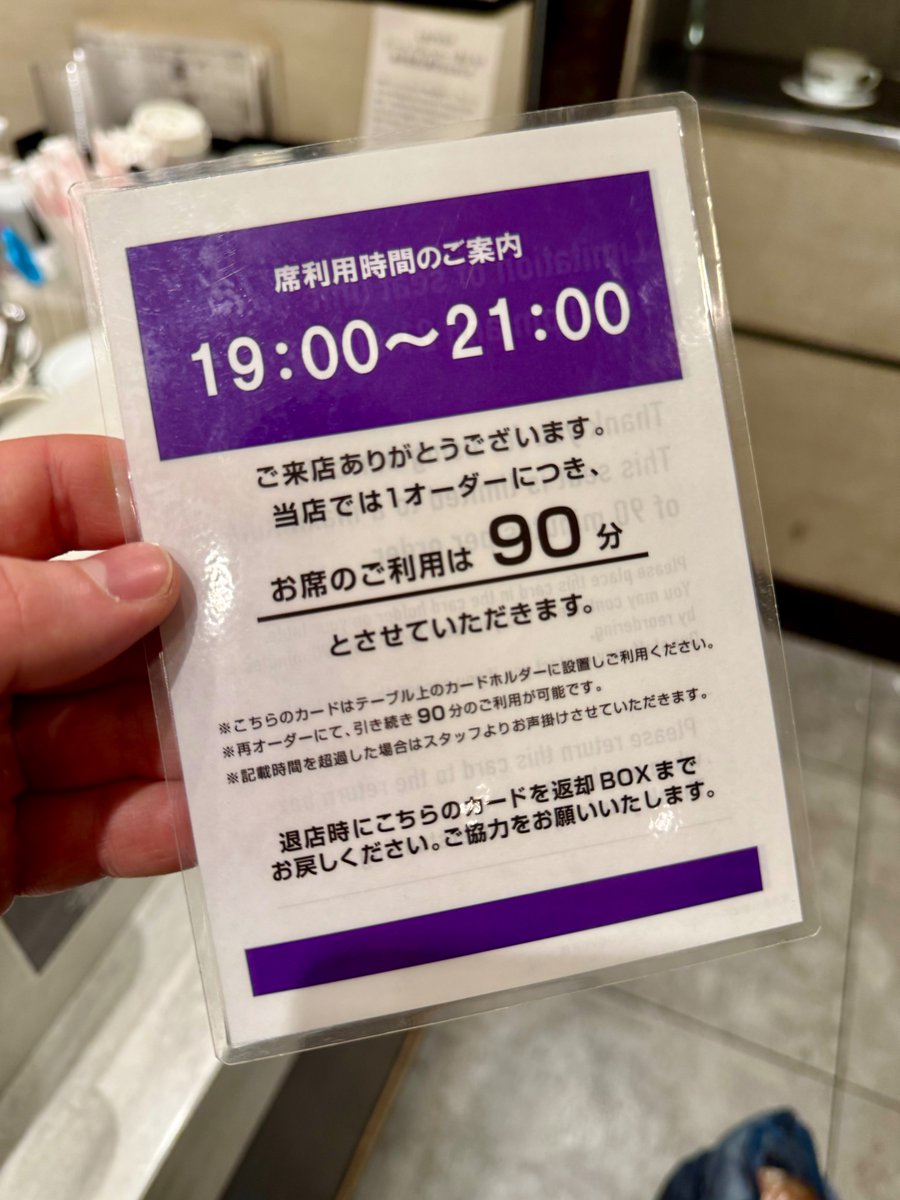 席利用時間のご案内
19:00～21:00
ご来店ありがとうございます。
当店では1オーダーにつき、
お席のご利用は 90 分
とさせていただきます。
※こちらのカードはテーブル上のカードホルダーに設置しご利用ください。
※再オーダーにて、引き続き90分のご利用が可能です。
※記載時間を超過した場合はスタッフよりお声掛けさせていただきます。
退店時にこちらのカードを返却BOXまで
お戻しください。ご協力をお願いいたします。